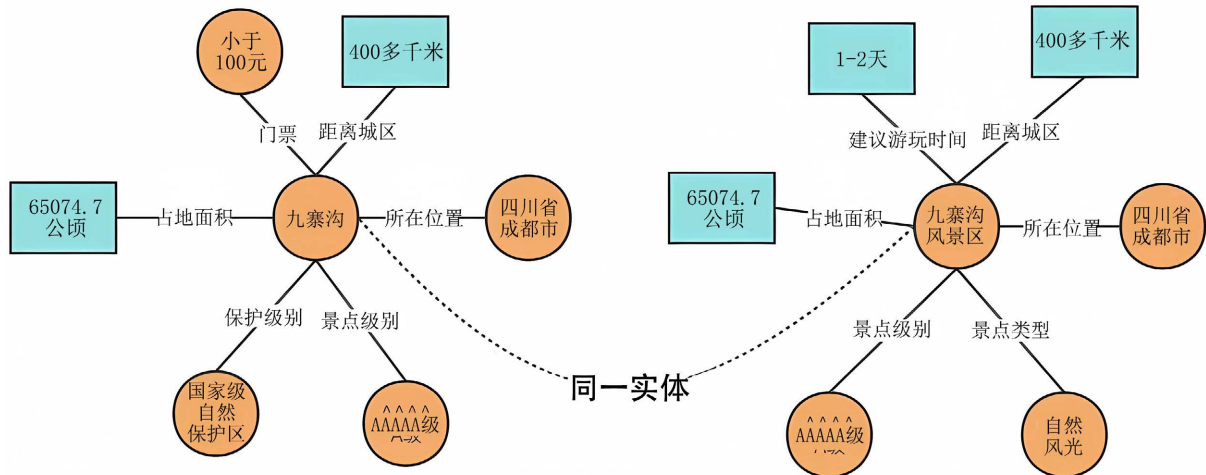 小于
100元
400多千米
门票
距离城区
65074.7
公顷
占地面积
九寨沟
所在位置
四川省
成都市
保护级别
景点级别
国家级
自然
保护区
AAAAA级
1-2天
400多千米
建议游玩时间
距离城区
65074.7
公顷
占地面积
九寨沟
风景区
所在位置
四川省
成都市
景点级别
景点类型
AAAAA级
自然
风光
同一实体